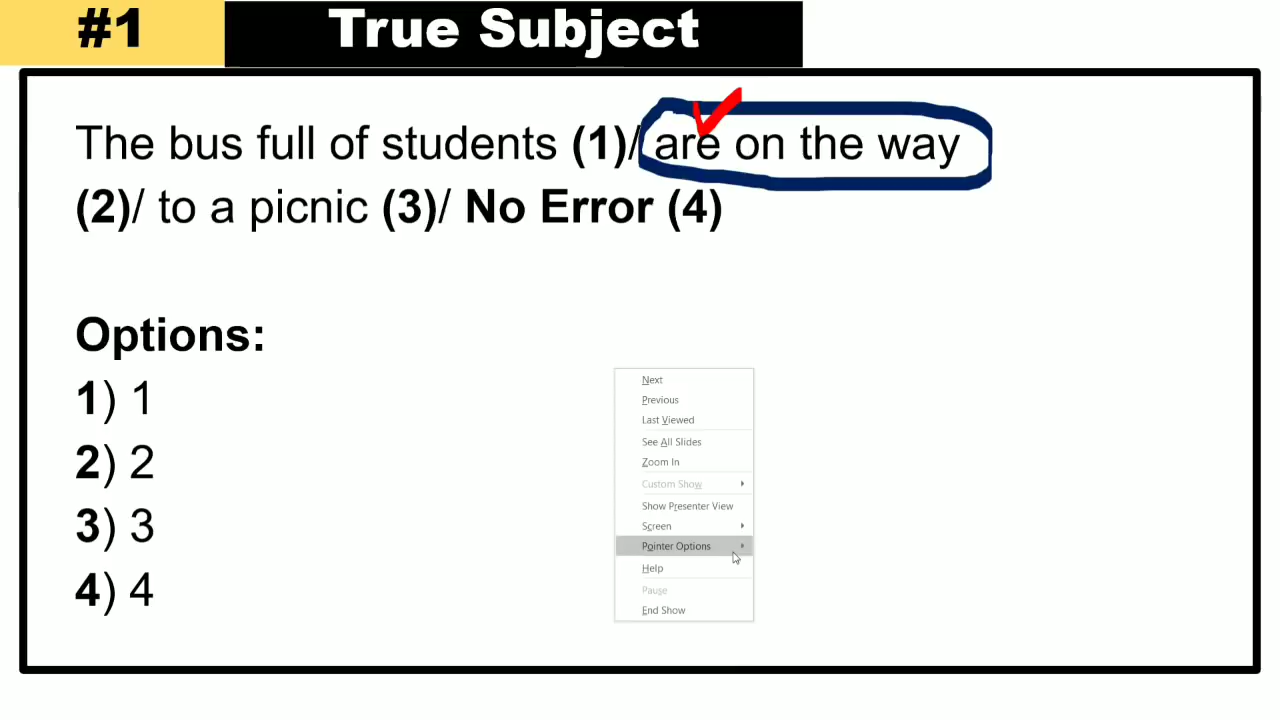 #1
True Subject
The bus full of students (1)/ are on the way
(2)/ to a picnic (3)/ No Error (4)
Options:
1) 1
2) 2
3) 3
4) 4
Next
Previous
Last Viewed
See All Slides
Zoom In
Custom Show
Show Presenter View
Screen
Pointer Options
Help
Pause
End Show